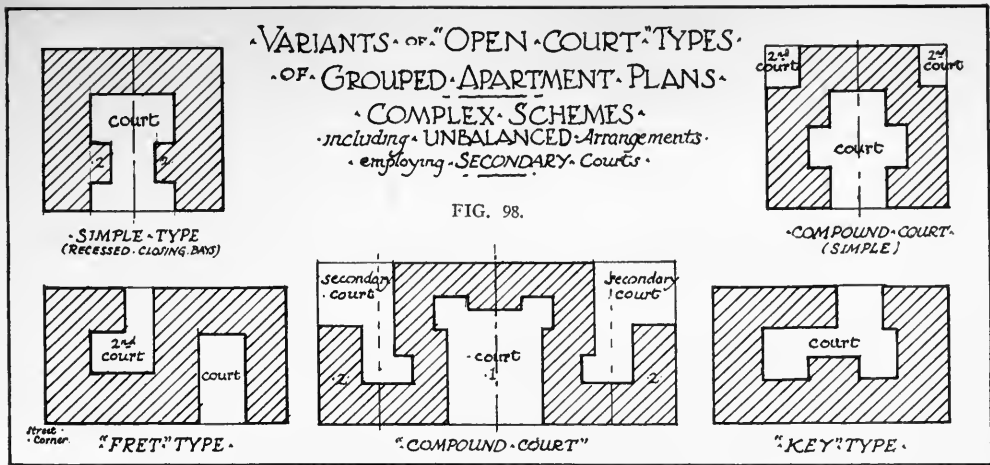 ·VARIANTS·OF·"OPEN·COURT"TYPES·
·OF·GROUPED·APARTMENT·PLANS·
·COMPLEX·SCHEMES·
·including·UNBALANCED·Arrangements·
·employing·SECONDARY·Courts·
FIG. 98.
court
2
2
·SIMPLE·TYPE·
(RECESSED·CLOSING·BAYS)
2nd
court
2nd
court
court
·COMPOUND·COURT·
(SIMPLE)
2nd
court
court
Street·
·Corner.
·"FRET"TYPE·
secondary
·court
secondary
court
·court
·1·
·2·
·2·
·"COMPOUND·COURT"
court
·"KEY"TYPE·